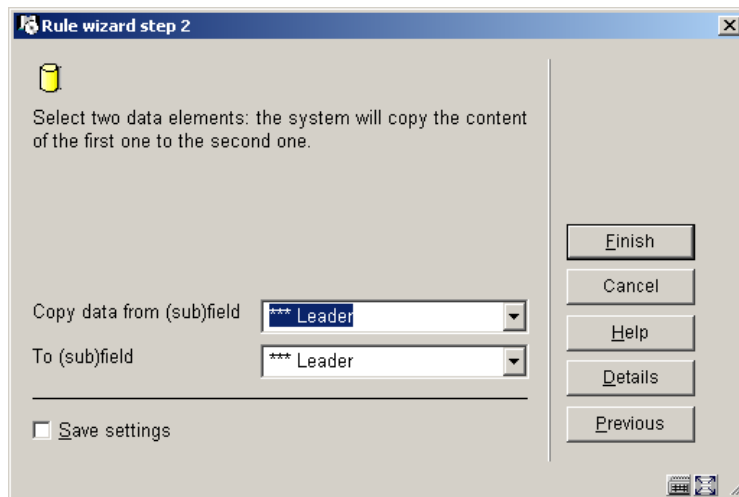 Rule wizard step 2
Select two data elements: the system will copy the content
of the first one to the second one.
Finish
Cancel
Copy data from (sub)field
*** Leader
Help
To (sub)field
*** Leader
Details
Save settings
Previous